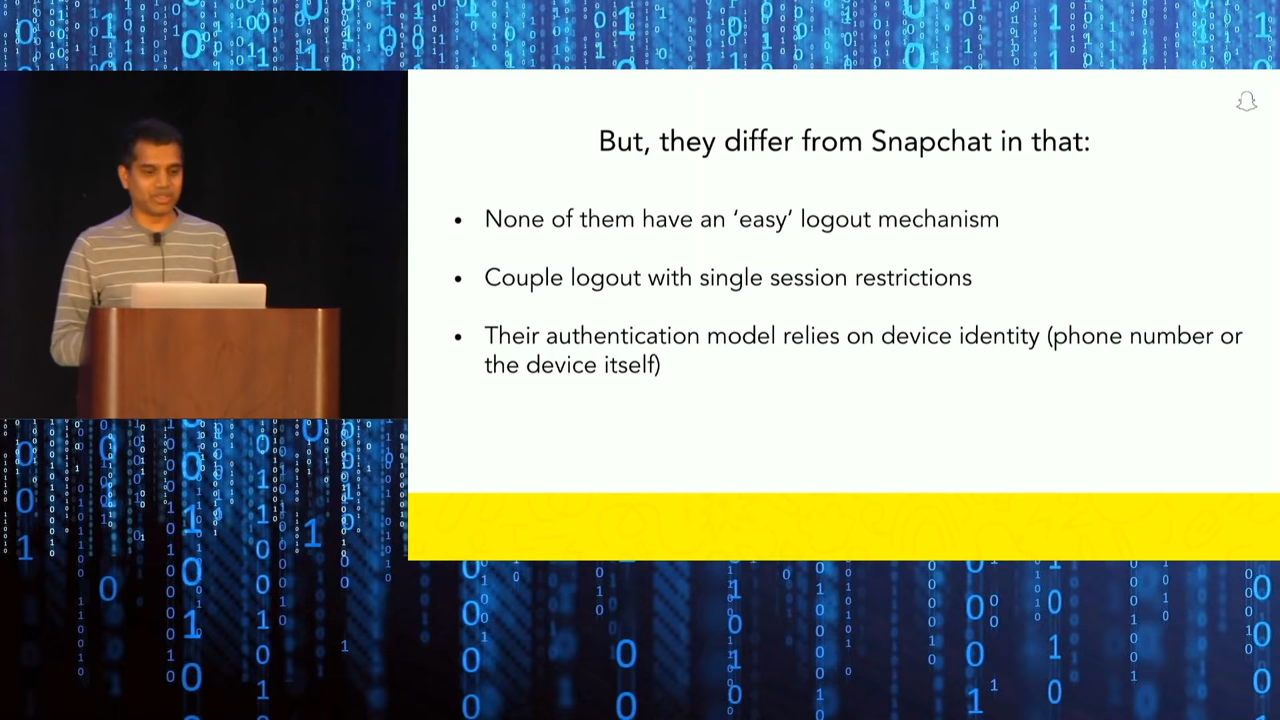 But, they differ from Snapchat in that:
• None of them have an ‘easy’ logout mechanism
• Couple logout with single session restrictions
• Their authentication model relies on device identity (phone number or
the device itself)